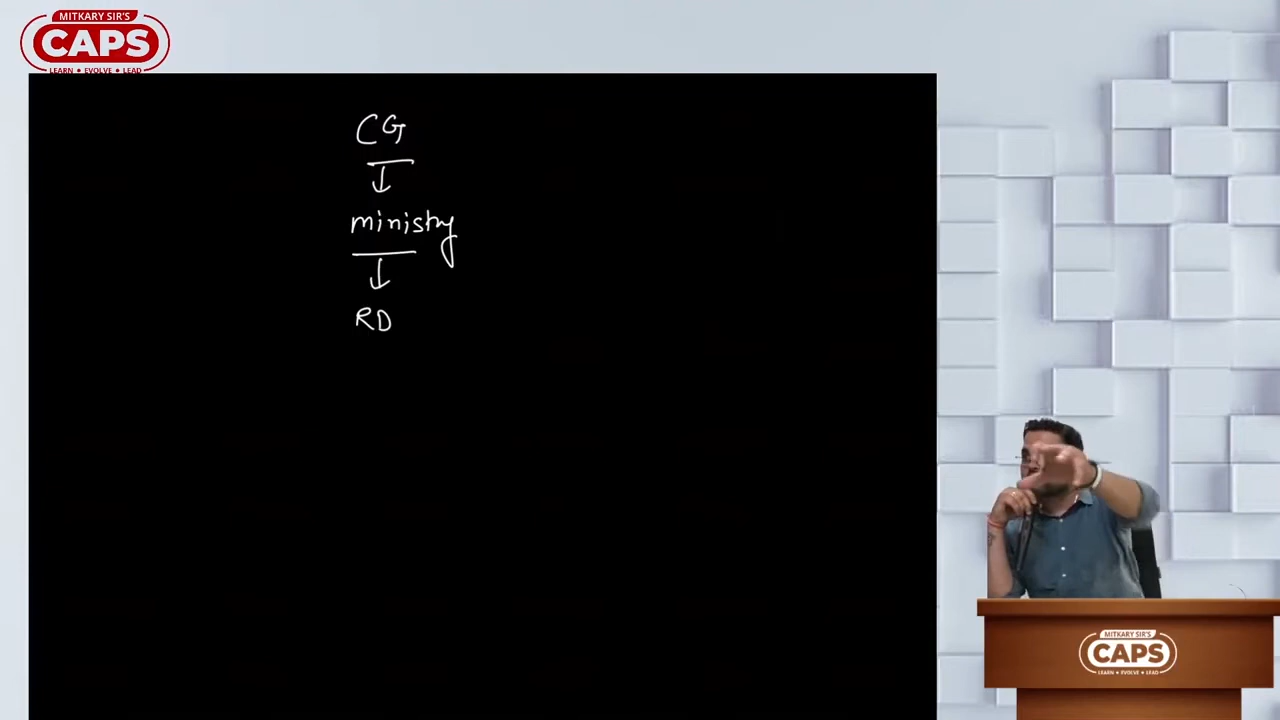 MITKARY SIR'S
CAPS
LEARN • EVOLVE • LEAD
CG
ministry
RD
MITKARY SIR'S
CAPS
LEARN • EVOLVE • LEAD